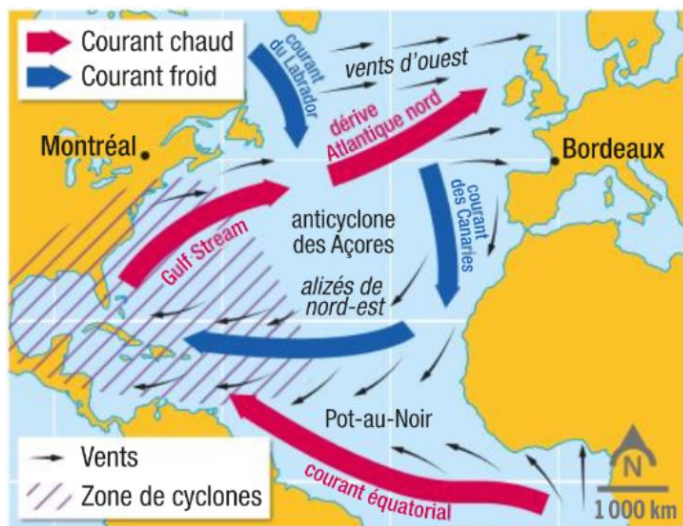 Courant chaud
Courant froid
courant
du Labrador
vents d'ouest
dérive
Atlantique nord
Montréal
Bordeaux
courant
des Canaries
anticyclone
des Açores
Gulf Stream
alizés de
nord-est
Pot-au-Noir
courant équatorial
Vents
Zone de cyclones
N
1 000 km